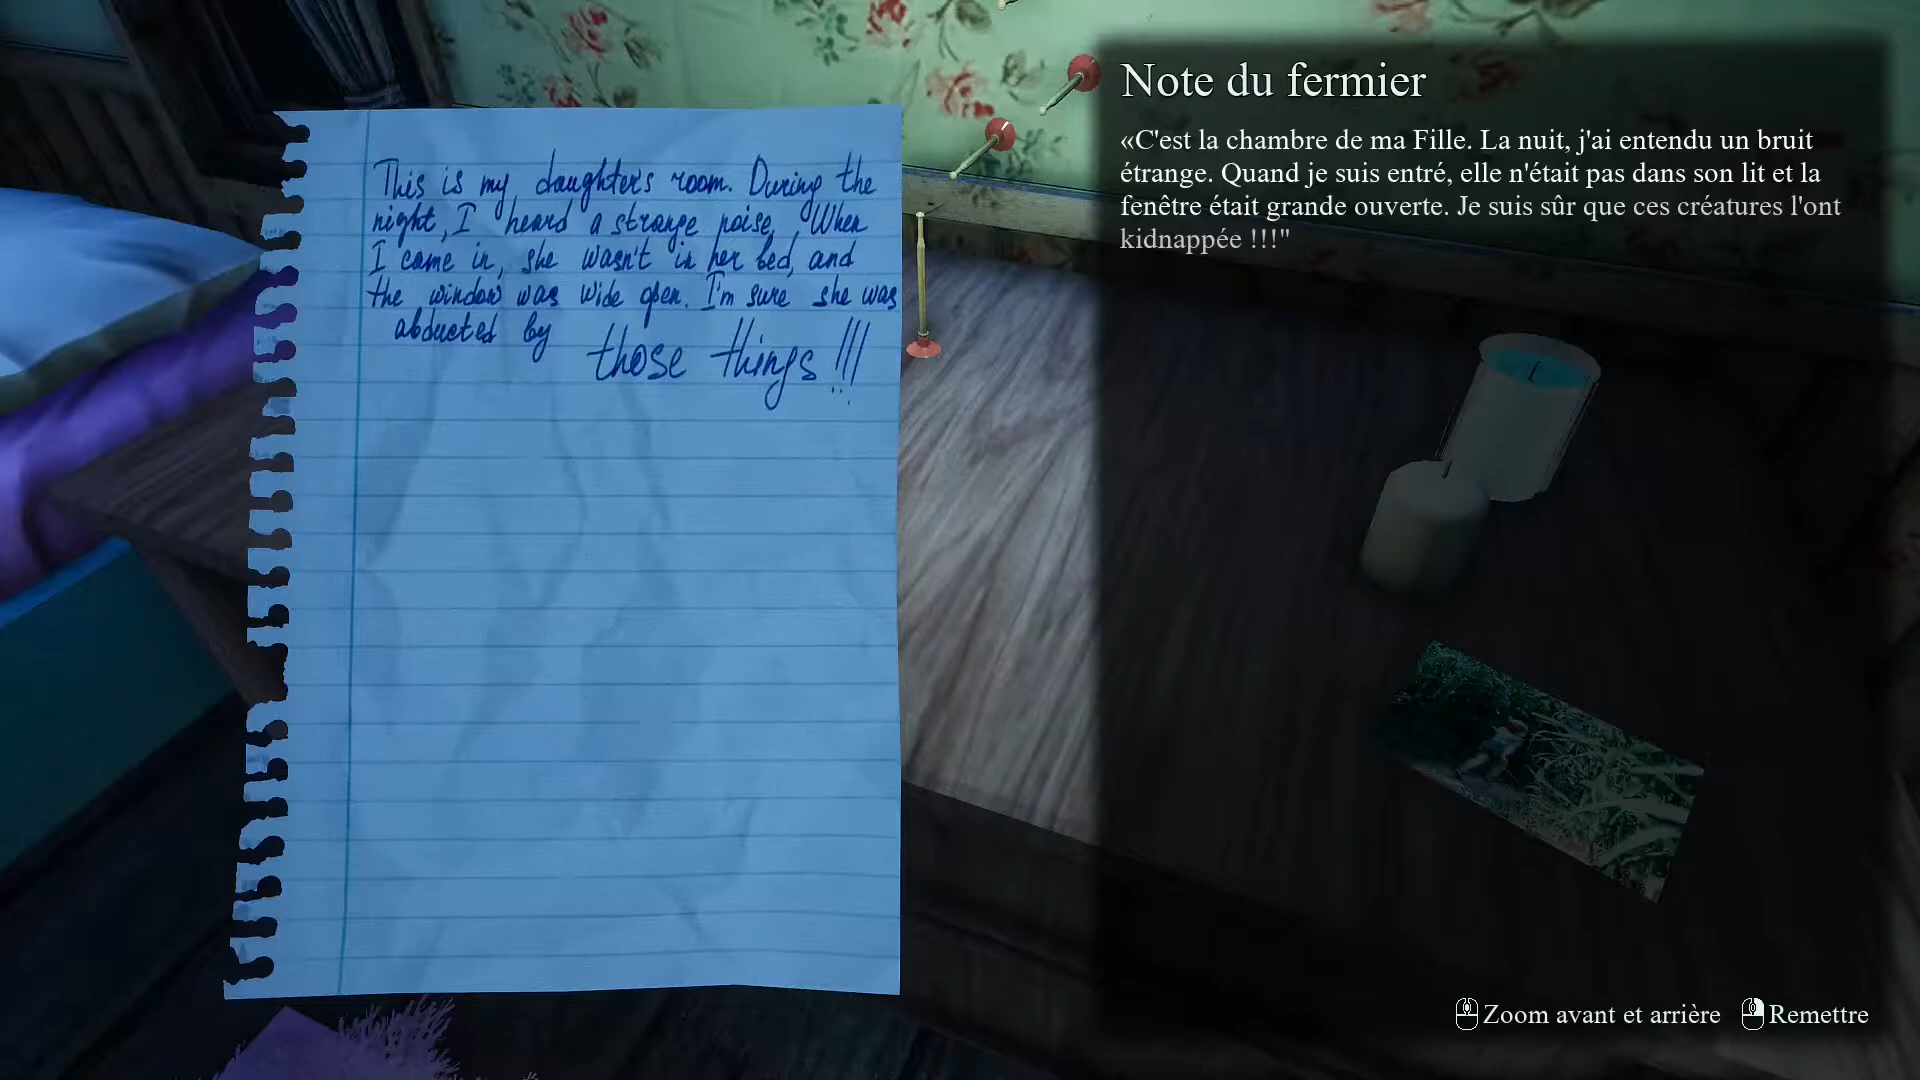 This is my daughter's room. During the
night, I heard a strange noise. When
I came in, she wasn't in her bed, and
the window was wide open. I'm sure she was
abducted by
those things !!!
Note du fermier
«C'est la chambre de ma Fille. La nuit, j'ai entendu un bruit
étrange. Quand je suis entré, elle n'était pas dans son lit et la
fenêtre était grande ouverte. Je suis sûr que ces créatures l'ont
kidnappée !!!"
Zoom avant et arrière Remettre